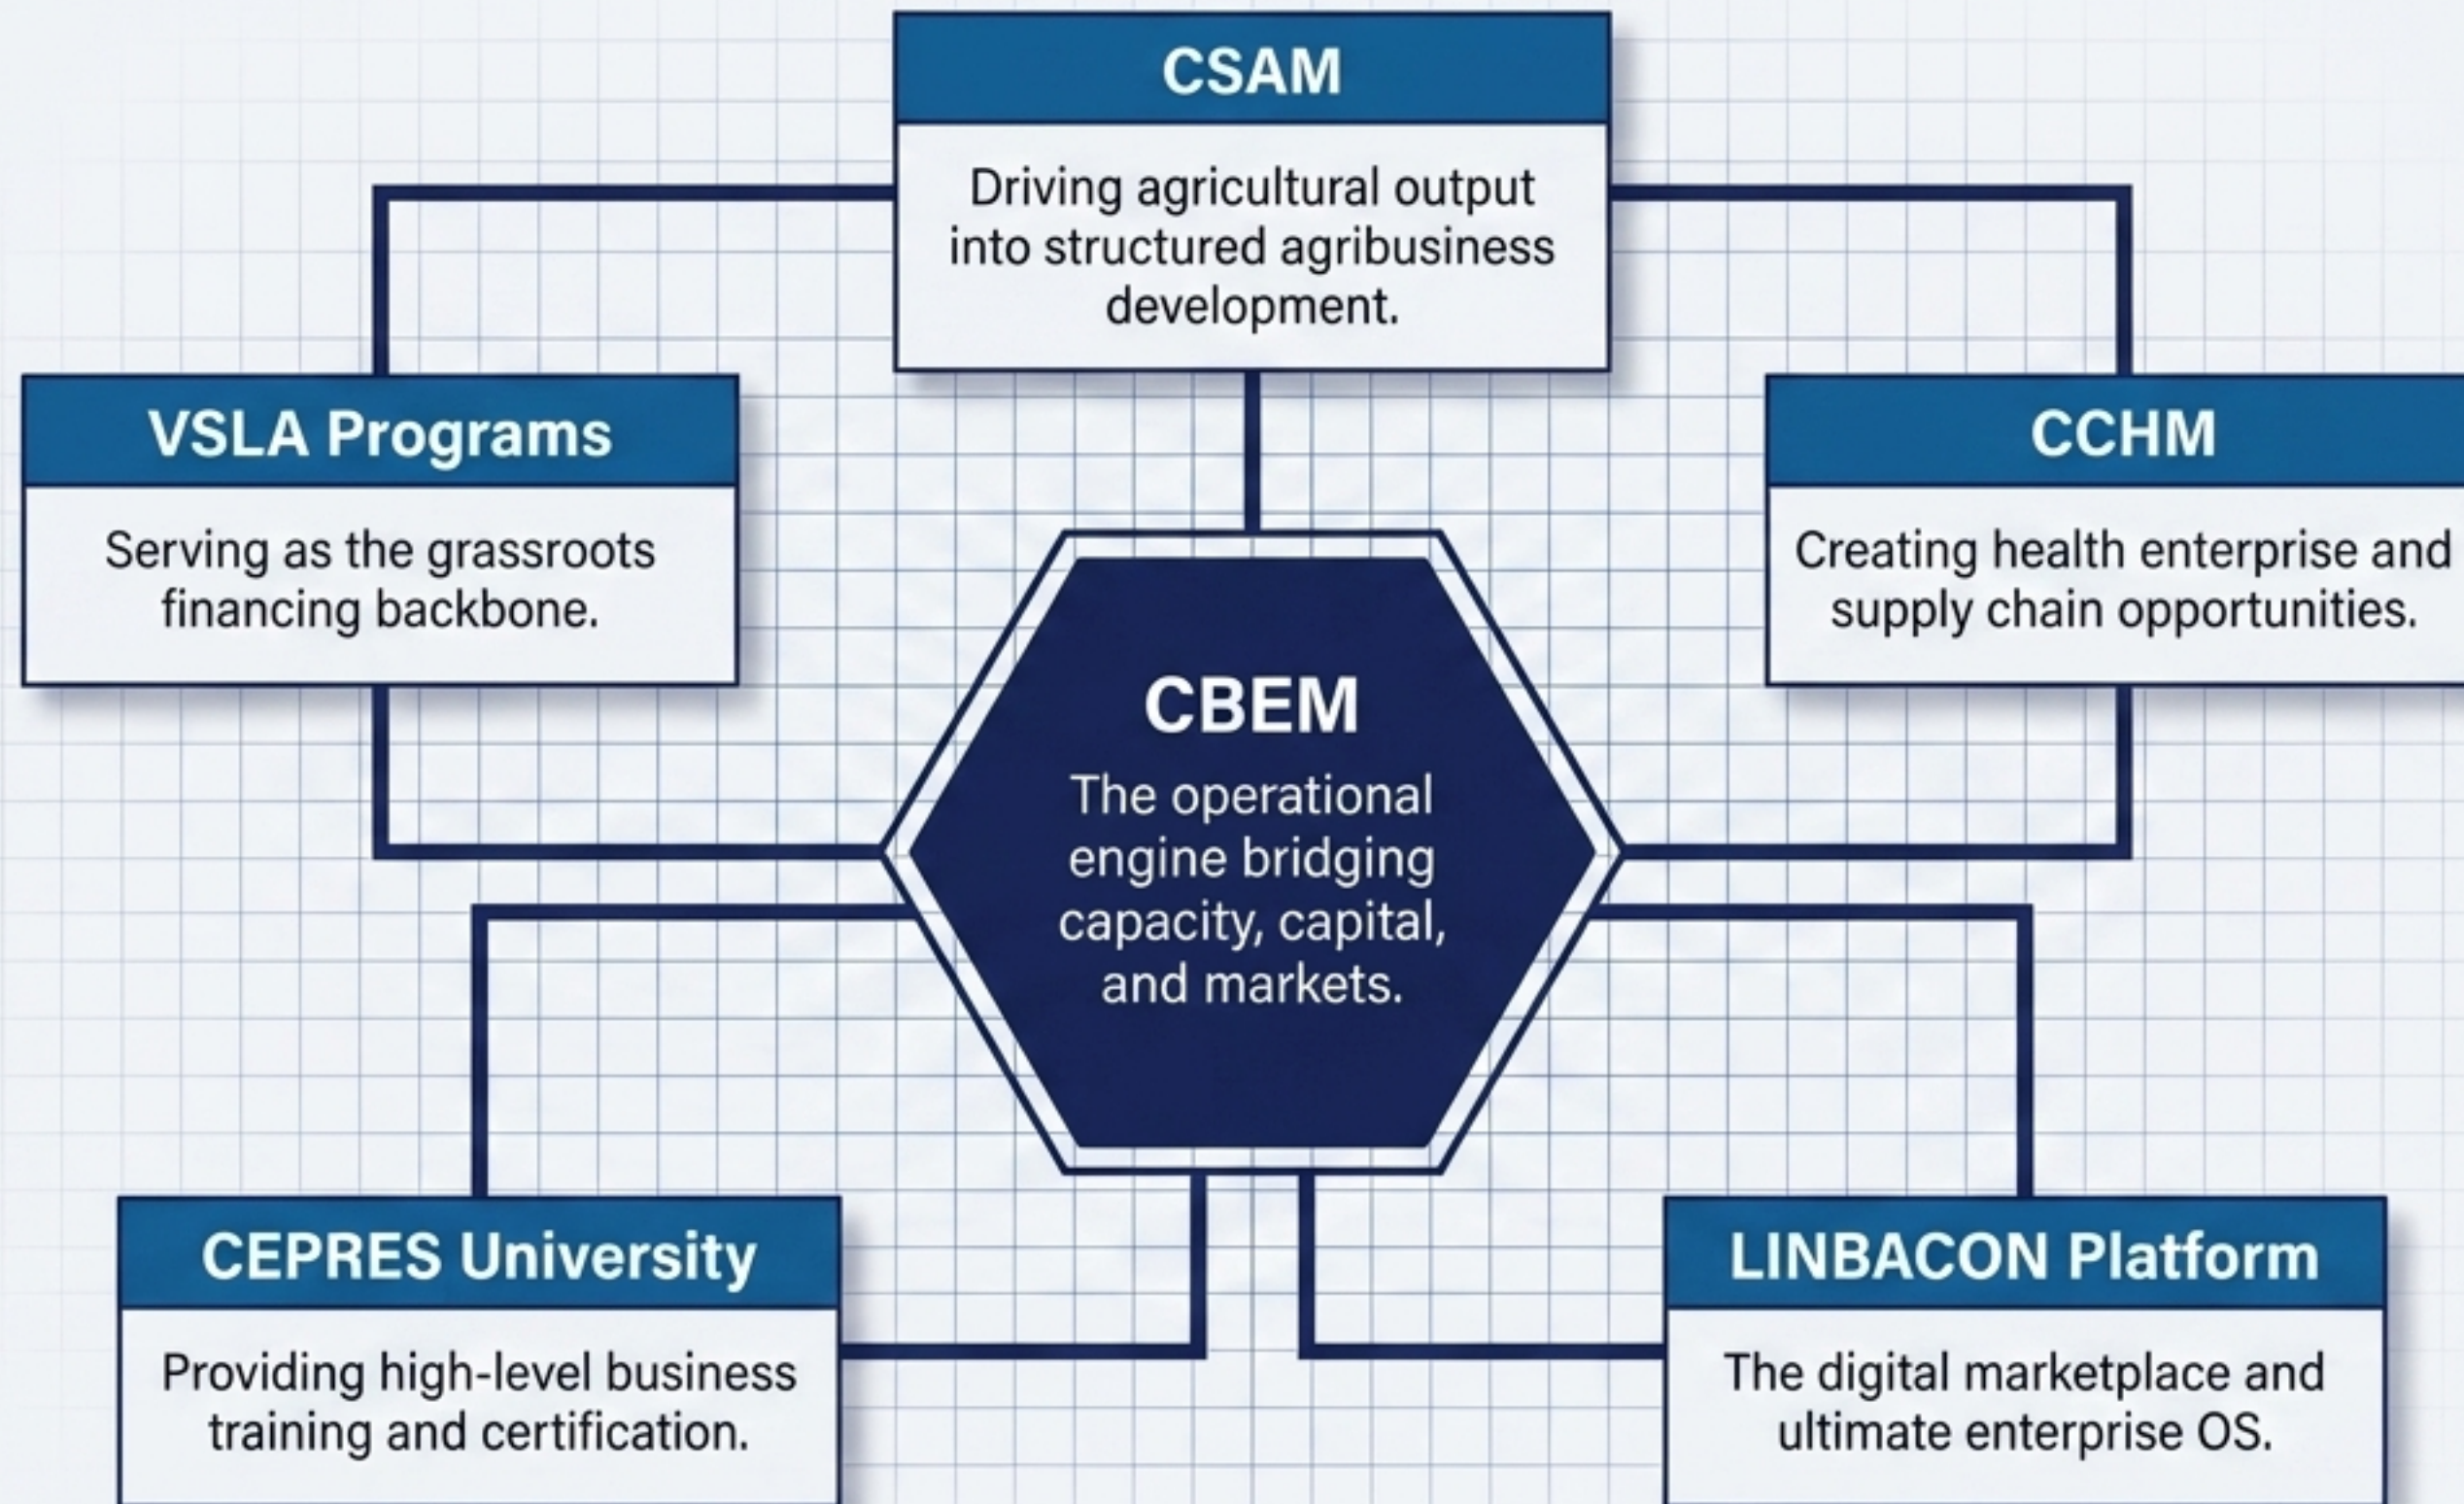 CSAM
Driving agricultural output
into structured agribusiness
development.
VSLA Programs
Serving as the grassroots
financing backbone.
CCHM
Creating health enterprise and
supply chain opportunities.
CBEM
The operational
engine bridging
capacity, capital,
and markets.
CEPRES University
Providing high-level business
training and certification.
LINBACON Platform
The digital marketplace and
ultimate enterprise OS.